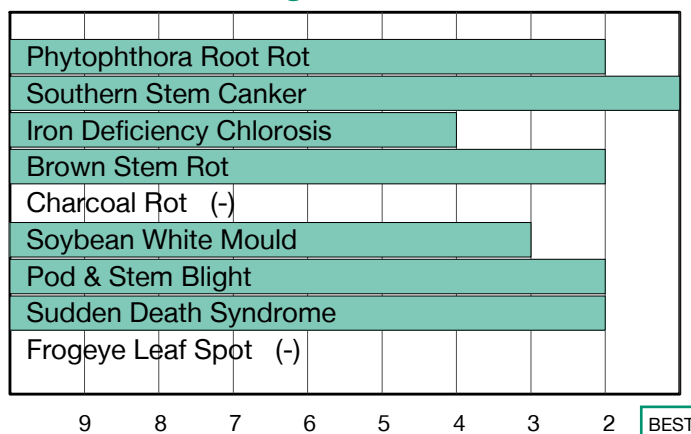 Phytophthora Root Rot
Southern Stem Canker
Iron Deficiency Chlorosis
Brown Stem Rot
Charcoal Rot (-)
Soybean White Mould
Pod & Stem Blight
Sudden Death Syndrome
Frogeye Leaf Spot (-)
9 8 7 6 5 4 3 2 BEST